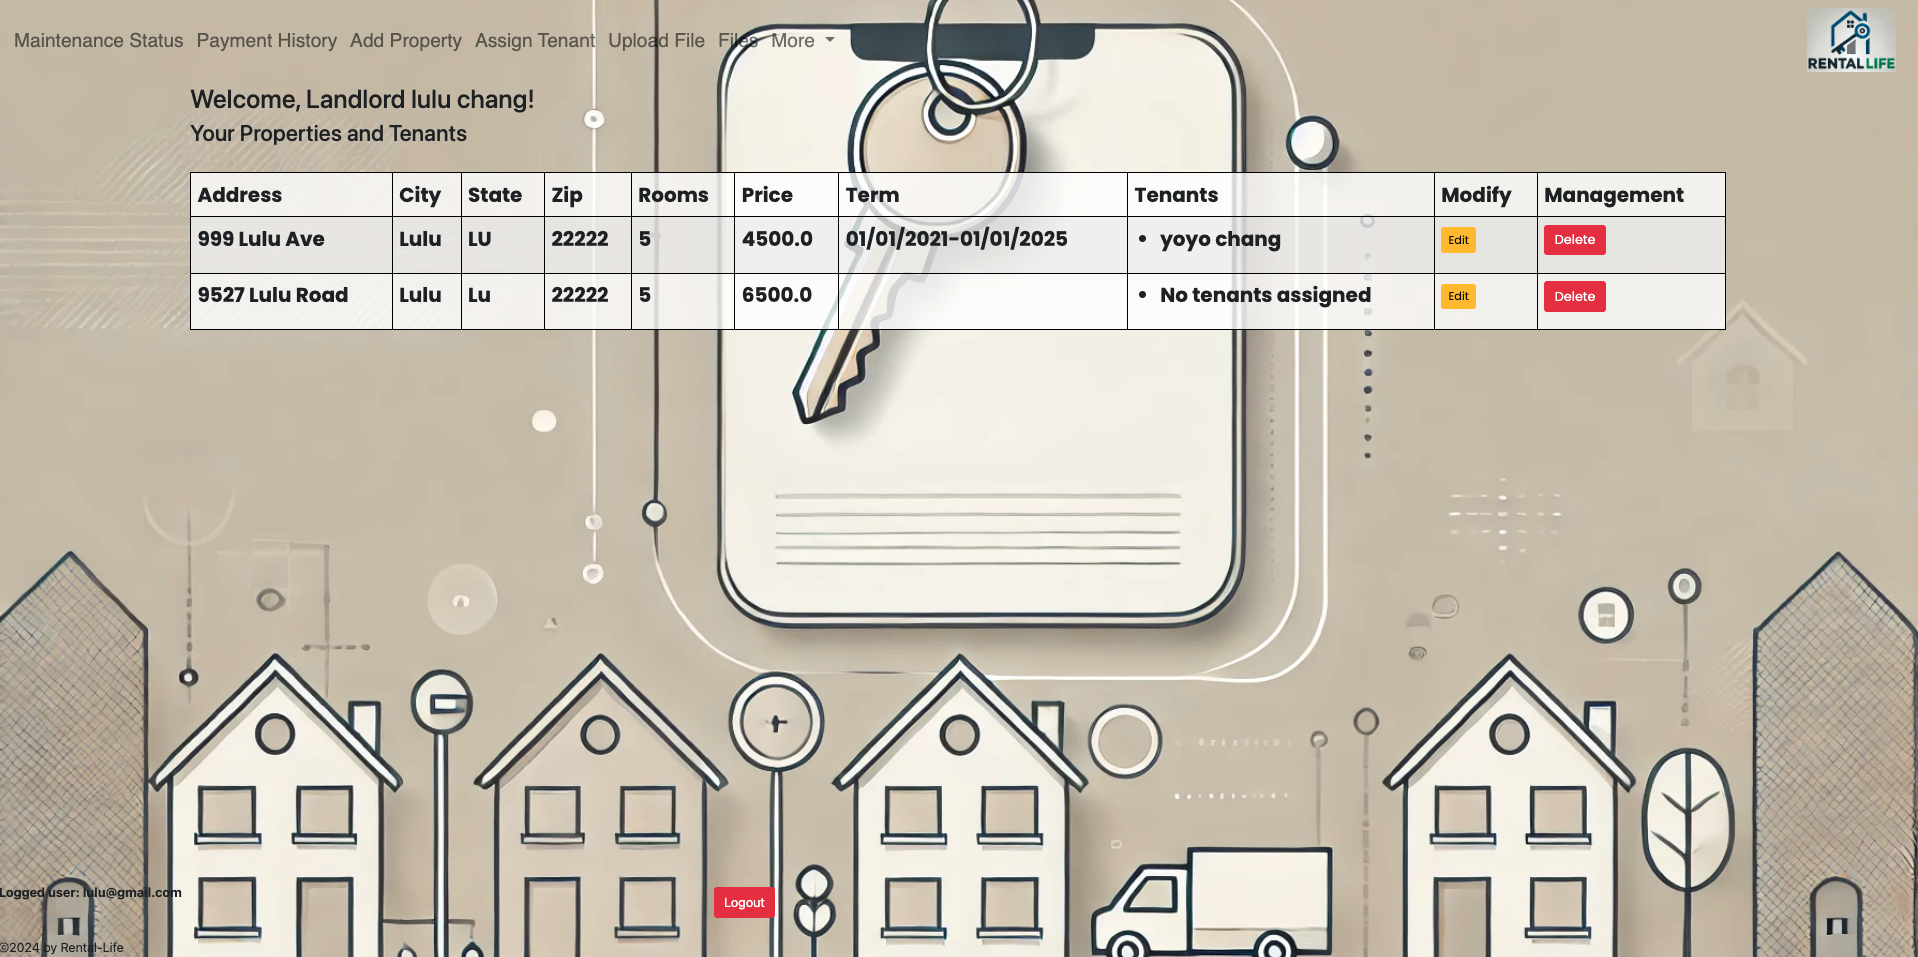 Maintenance Status Payment History Add Property Assign Tenant Upload File Files More
RENTAL LIFE
Welcome, Landlord lulu chang!
Your Properties and Tenants
Address City State Zip Rooms Price Term Tenants Modify Management
999 Lulu Ave Lulu LU 22222 5 4500.0 01/01/2021-01/01/2025 • yoyo chang Edit Delete
9527 Lulu Road Lulu Lu 22222 5 6500.0 • No tenants assigned Edit Delete
Logged user: lulu@gmail.com
Logout
©2024 by Rental-Life